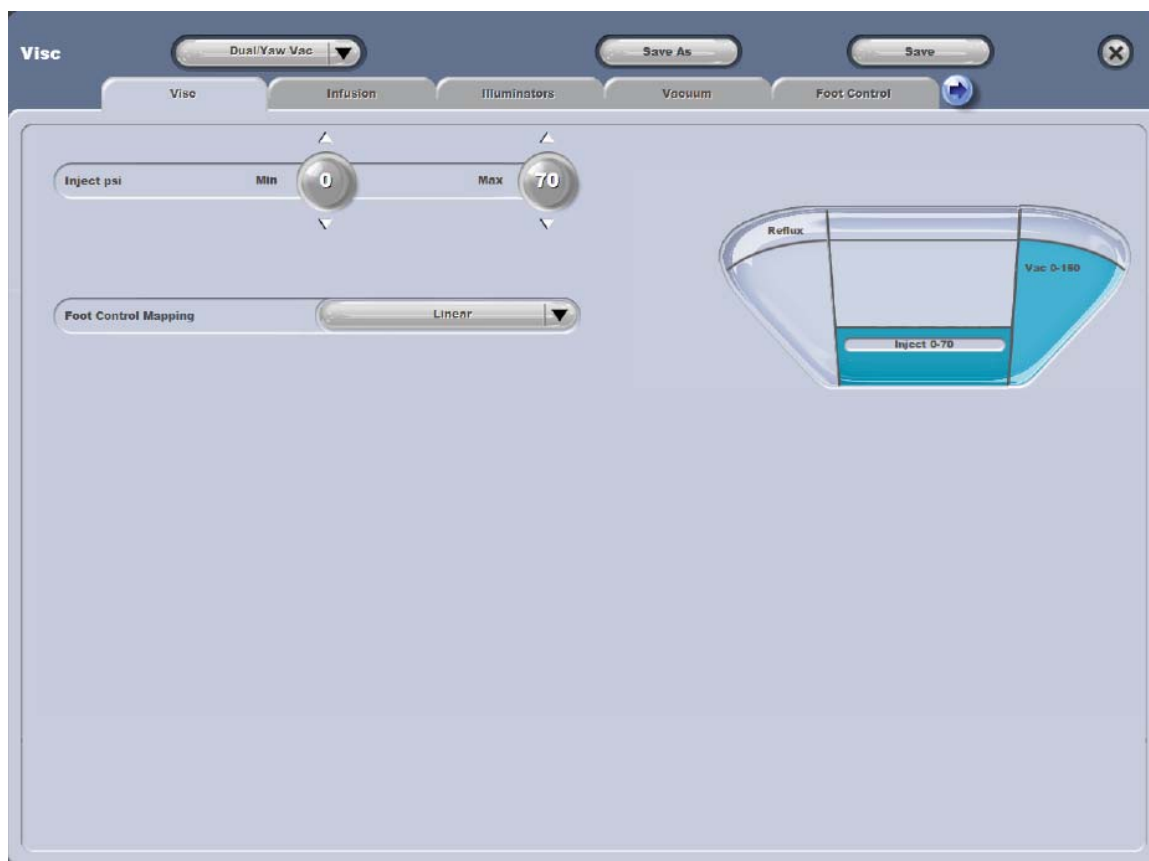 Visc
Dual/Yaw Vac
Save As
Save
Visc
Infusion
Illuminators
Vacuum
Foot Control
Inject psi
Min
0
Max
70
Reflux
Vac 0-150
Inject 0-70
Foot Control Mapping
Linear